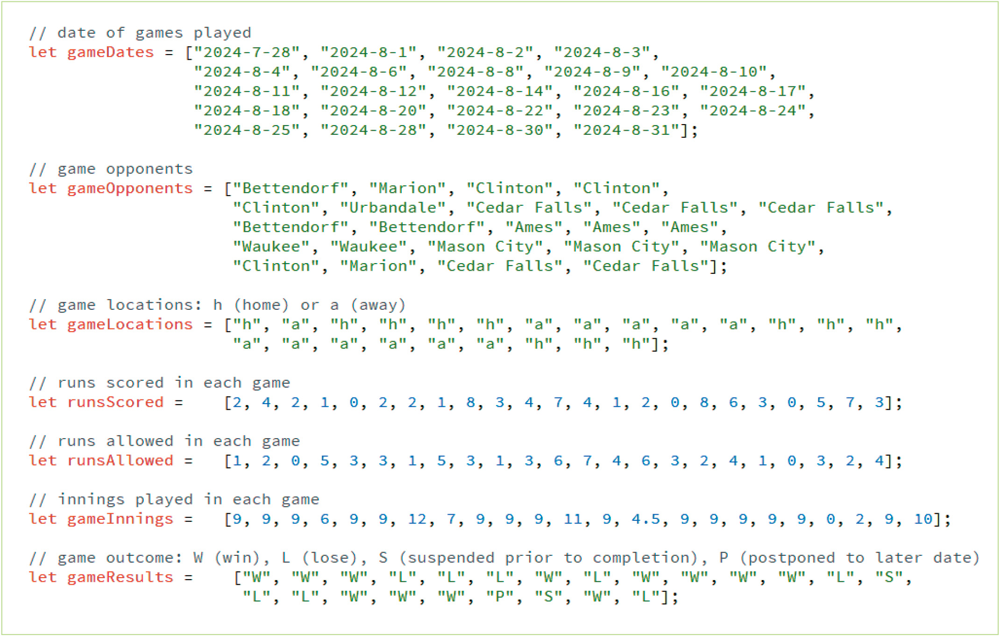 // date of games played
let gameDates = ["2024-7-28", "2024-8-1", "2024-8-2", "2024-8-3",
"2024-8-4", "2024-8-6", "2024-8-8", "2024-8-9", "2024-8-10",
"2024-8-11", "2024-8-12", "2024-8-14", "2024-8-16", "2024-8-17",
"2024-8-18", "2024-8-20", "2024-8-22", "2024-8-23", "2024-8-24",
"2024-8-25", "2024-8-28", "2024-8-30", "2024-8-31"];
// game opponents
let gameOpponents = ["Bettendorf", "Marion", "Clinton", "Clinton",
"Clinton", "Urbandale", "Cedar Falls", "Cedar Falls", "Cedar Falls",
"Bettendorf", "Bettendorf", "Ames", "Ames", "Ames",
"Waukee", "Waukee", "Mason City", "Mason City", "Mason City",
"Clinton", "Marion", "Cedar Falls", "Cedar Falls"];
// game locations: h (home) or a (away)
let gameLocations = ["h", "a", "h", "h", "h", "h", "a", "a", "a", "a", "a", "h", "h", "h",
"a", "a", "a", "a", "a", "a", "h", "h", "h"];
// runs scored in each game
let runsScored = [2, 4, 2, 1, 0, 2, 2, 1, 8, 3, 4, 7, 4, 1, 2, 0, 8, 6, 3, 0, 5, 7, 3];
// runs allowed in each game
let runsAllowed = [1, 2, 0, 5, 3, 3, 1, 5, 3, 1, 3, 6, 7, 4, 6, 3, 2, 4, 1, 0, 3, 2, 4];
// innings played in each game
let gameInnings = [9, 9, 9, 6, 9, 9, 12, 7, 9, 9, 9, 11, 9, 4.5, 9, 9, 9, 9, 9, 0, 2, 9, 10];
// game outcome: W (win), L (lose), S (suspended prior to completion), P (postponed to later date)
let gameResults = ["W", "W", "W", "L", "L", "L", "W", "L", "W", "W", "W", "W", "L", "S",
"L", "L", "W", "W", "W", "P", "S", "W", "L"];